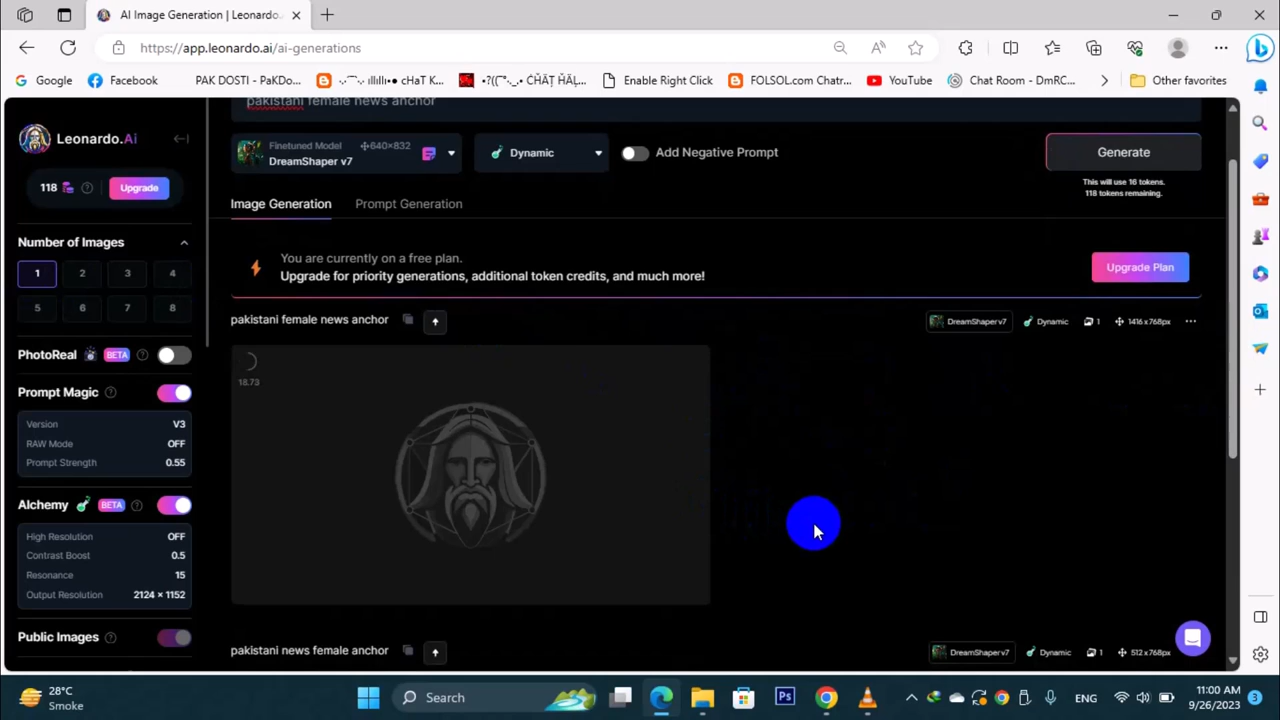 AI Image Generation | Leonardo.
https://app.leonardo.ai/ai-generations
Google
Facebook
PAK DOSTI - PaKDo...
YouTube
Enable Right Click
FOLSOL.com Chatr...
Chat Room - DmRC...
Other favorites
Leonardo.Ai
118
Upgrade
Number of Images
1 2 3 4
5 6 7 8
PhotoReal BETA
Prompt Magic
Version V3
RAW Mode OFF
Prompt Strength 0.55
Alchemy BETA
High Resolution OFF
Contrast Boost 0.5
Resonance 15
Output Resolution 2124 × 1152
Public Images
pakistani female news anchor
Finetuned Model 640×832
DreamShaper v7
Dynamic
Add Negative Prompt
Generate
This will use 16 tokens.
118 tokens remaining.
Image Generation
Prompt Generation
You are currently on a free plan.
Upgrade for priority generations, additional token credits, and much more!
Upgrade Plan
pakistani female news anchor
DreamShaper v7 Dynamic 1 1416x768px
18.73
pakistani news female anchor
DreamShaper v7 Dynamic 1 512x768px
28°C
Smoke
Search
Ps
ENG
11:00 AM
9/26/2023
3